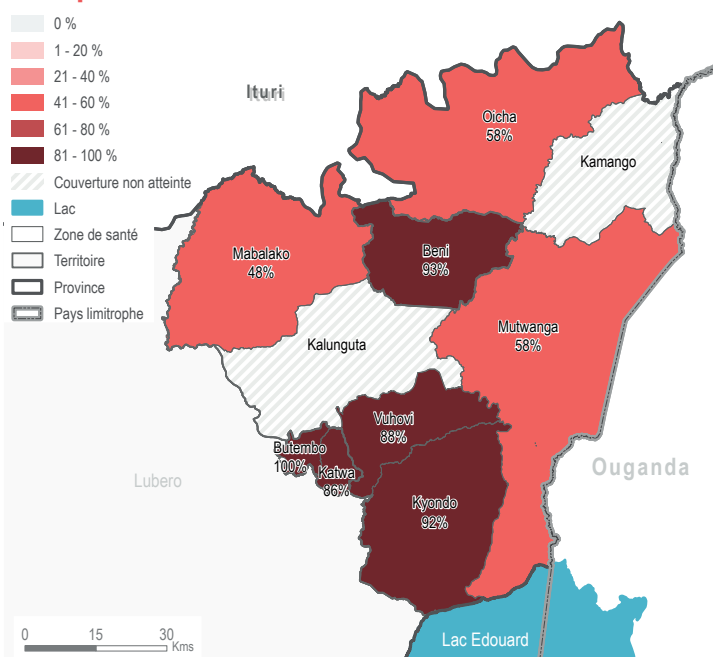 0 %
1 - 20 %
21 - 40 %
41 - 60 %
61 - 80 %
81 - 100 %
Couverture non atteinte
Lac
Zone de santé
Territoire
Province
Pays limitrophe
Ituri
Oicha
58%
Kamango
Mabalako
48%
Beni
93%
Mutwanga
58%
Kalunguta
Vuhovi
88%
Butembo
100%
Katwa
86%
Kyondo
92%
Lubero
Ouganda
Lac Edouard
0 15 30
Kms